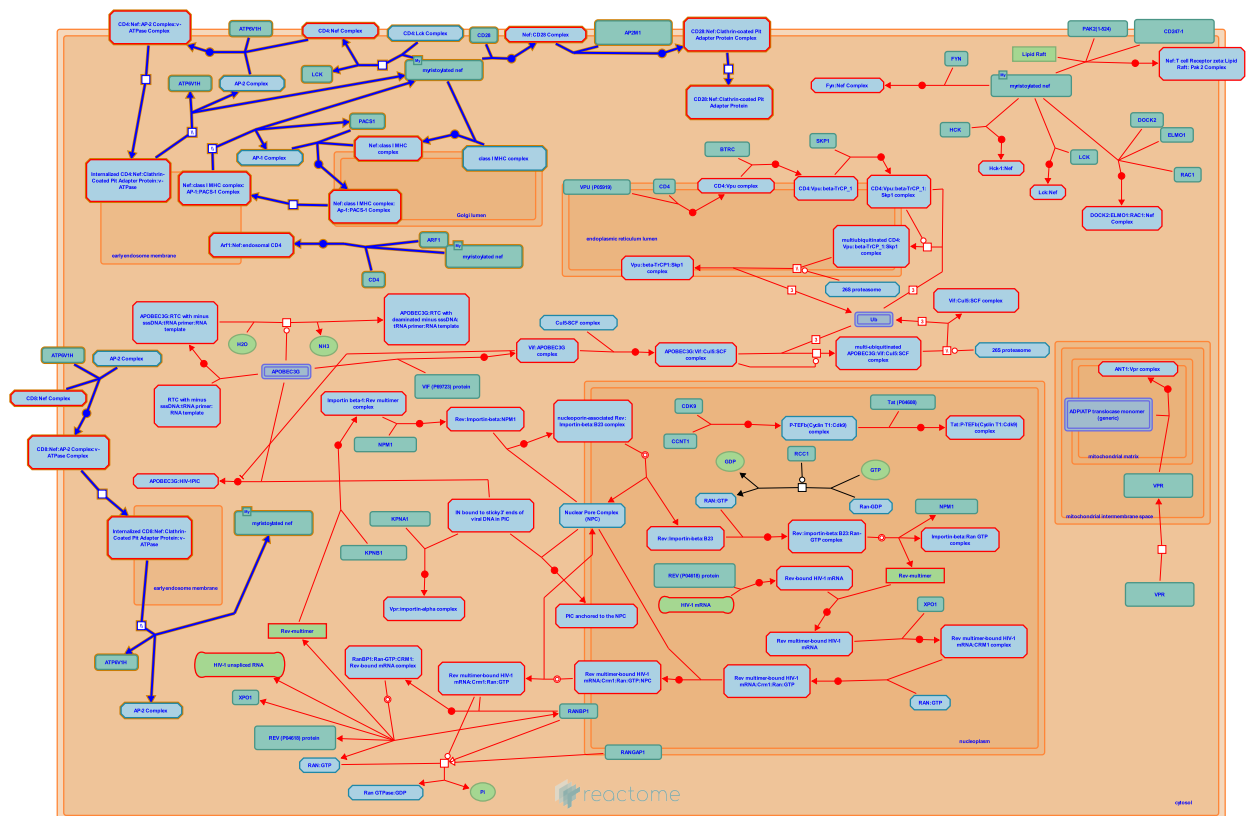 CD4:Nef:AP-2 Complex:v-
ATPase Complex
ATP6V1H
CD4:Nef Complex
CD4:Lck Complex
CD28
Nef:CD28 Complex
AP2M1
CD28:Nef:Clathrin-coated Pit
Adapter Protein Complex
PAK2(1-524)
CD247-1
Lipid Raft
Nef:T cell Receptor zeta Lipid
Raft: Pak 2 Complex
ATP6V1H
AP-2 Complex
LCK
My
myristoylated nef
FYN
Fyn:Nef Complex
My
myristoylated nef
CD28:Nef:Clathrin-coated Pit
Adapter Protein
PACS1
AP-1 Complex
Nef:class I MHC
complex
class I MHC complex
HCK
Hck-1:Nef
LCK
Lck:Nef
DOCK2
ELMO1
RAC1
DOCK2:ELMO1:RAC1:Nef
Complex
Internalized CD4:Nef:Clathrin-
Coated Pit Adapter Protein:v-
ATPase
Nef:class I MHC complex:
Ap-1:PACS-1 Complex
Nef:class I MHC complex:
Ap-1:PACS-1 Complex
Golgi lumen
early endosome membrane
BTRC
SKP1
VPU (P05919)
CD4
CD4:Vpu complex
CD4:Vpu:beta-TrCP_1
CD4:Vpu:beta-TrCP_1:
Skp1 complex
endoplasmic reticulum lumen
multiubiquitinated CD4:
Vpu:beta-TrCP_1:Skp1
complex
Vpu:beta-TrCP1:Skp1
complex
26S proteasome
Arf1:Nef:endosomal CD4
ARF1
My
myristoylated nef
CD4
3
3
Ub
Vif:Cul5:SCF complex
3
3
26S proteasome
APOBEC3G:RTC with minus
sssDNA:tRNA primer:RNA
template
APOBEC3G:RTC with
deaminated minus sssDNA:
tRNA primer:RNA template
H2O
NH3
APOBEC3G
RTC with minus
sssDNA:tRNA primer:
RNA template
VIF (P69723) protein
Vif:APOBEC3G
complex
Cul5-SCF complex
APOBEC3G:Vif:Cul5:SCF
complex
multi-ubiquitinated
APOBEC3G:Vif:Cul5:SCF
complex
ATP6V1H
AP-2 Complex
CD8:Nef Complex
CD8:Nef:AP-2 Complex:v-
ATPase Complex
Internalized CD8:Nef:Clathrin-
Coated Pit Adapter Protein:v-
ATPase
early endosome membrane
My
myristoylated nef
ATP6V1H
AP-2 Complex
APOBEC3G:HIV-1PIC
Importin beta-1:Rev multimer
complex
NPM1
Rev:Importin-beta:NPM1
nucleoporin-associated Rev:
Importin-beta:B23 complex
IN bound to sticky 3' ends of
viral DNA in PIC
Nuclear Pore Complex
(NPC)
KPNA1
KPNB1
Vpr:importin-alpha complex
PIC anchored to the NPC
CDK9
CCNT1
P-TEFb(Cyclin T1:Cdk9)
complex
Tat (P04608)
Tat:P-TEFb(Cyclin T1:Cdk9)
complex
GDP
RCC1
GTP
RAN:GTP
Ran-GDP
Rev:Importin-beta:B23
Rev:importin-beta:B23:Ran-
GTP complex
NPM1
Importin-beta:Ran GTP
complex
Rev-multimer
REV (P04618) protein
HIV-1 mRNA
Rev-bound HIV-1 mRNA
Rev multimer-bound HIV-1
mRNA
XPO1
Rev multimer-bound HIV-1
mRNA:CRM1 complex
RAN:GTP
Rev multimer-bound HIV-1
mRNA:Crm1:Ran:GTP
Rev multimer-bound HIV-1
mRNA:Crm1:Ran:GTP:NPC
Rev multimer-bound HIV-1
mRNA:Crm1:Ran:GTP
RanBP1:Ran-GTP:CRM1:
Rev-bound mRNA complex
Rev-multimer
HIV-1 unspliced RNA
XPO1
REV (P04618) protein
RAN:GTP
RANBP1
RANGAP1
Ran GTPase:GDP
Pi
nucleoplasm
ANT1:Vpr complex
ADP/ATP translocase monomer
(generic)
mitochondrial matrix
VPR
mitochondrial intermembrane space
VPR
reactome
cytosol